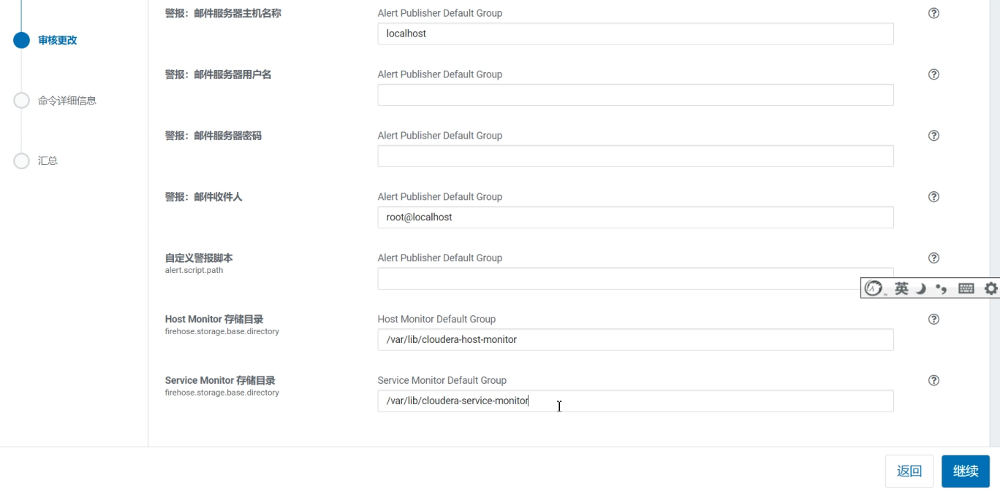 警报：邮件服务器主机名称
Alert Publisher Default Group
localhost
审核更改
警报：邮件服务器用户名
Alert Publisher Default Group
命令详细信息
警报：邮件服务器密码
Alert Publisher Default Group
汇总
警报：邮件收件人
Alert Publisher Default Group
root@localhost
自定义警报脚本
alert.script.path
Alert Publisher Default Group
英
Host Monitor 存储目录
firehose.storage.base.directory
Host Monitor Default Group
/var/lib/cloudera-host-monitor
Service Monitor 存储目录
firehose.storage.base.directory
Service Monitor Default Group
/var/lib/cloudera-service-monitor
返回
继续